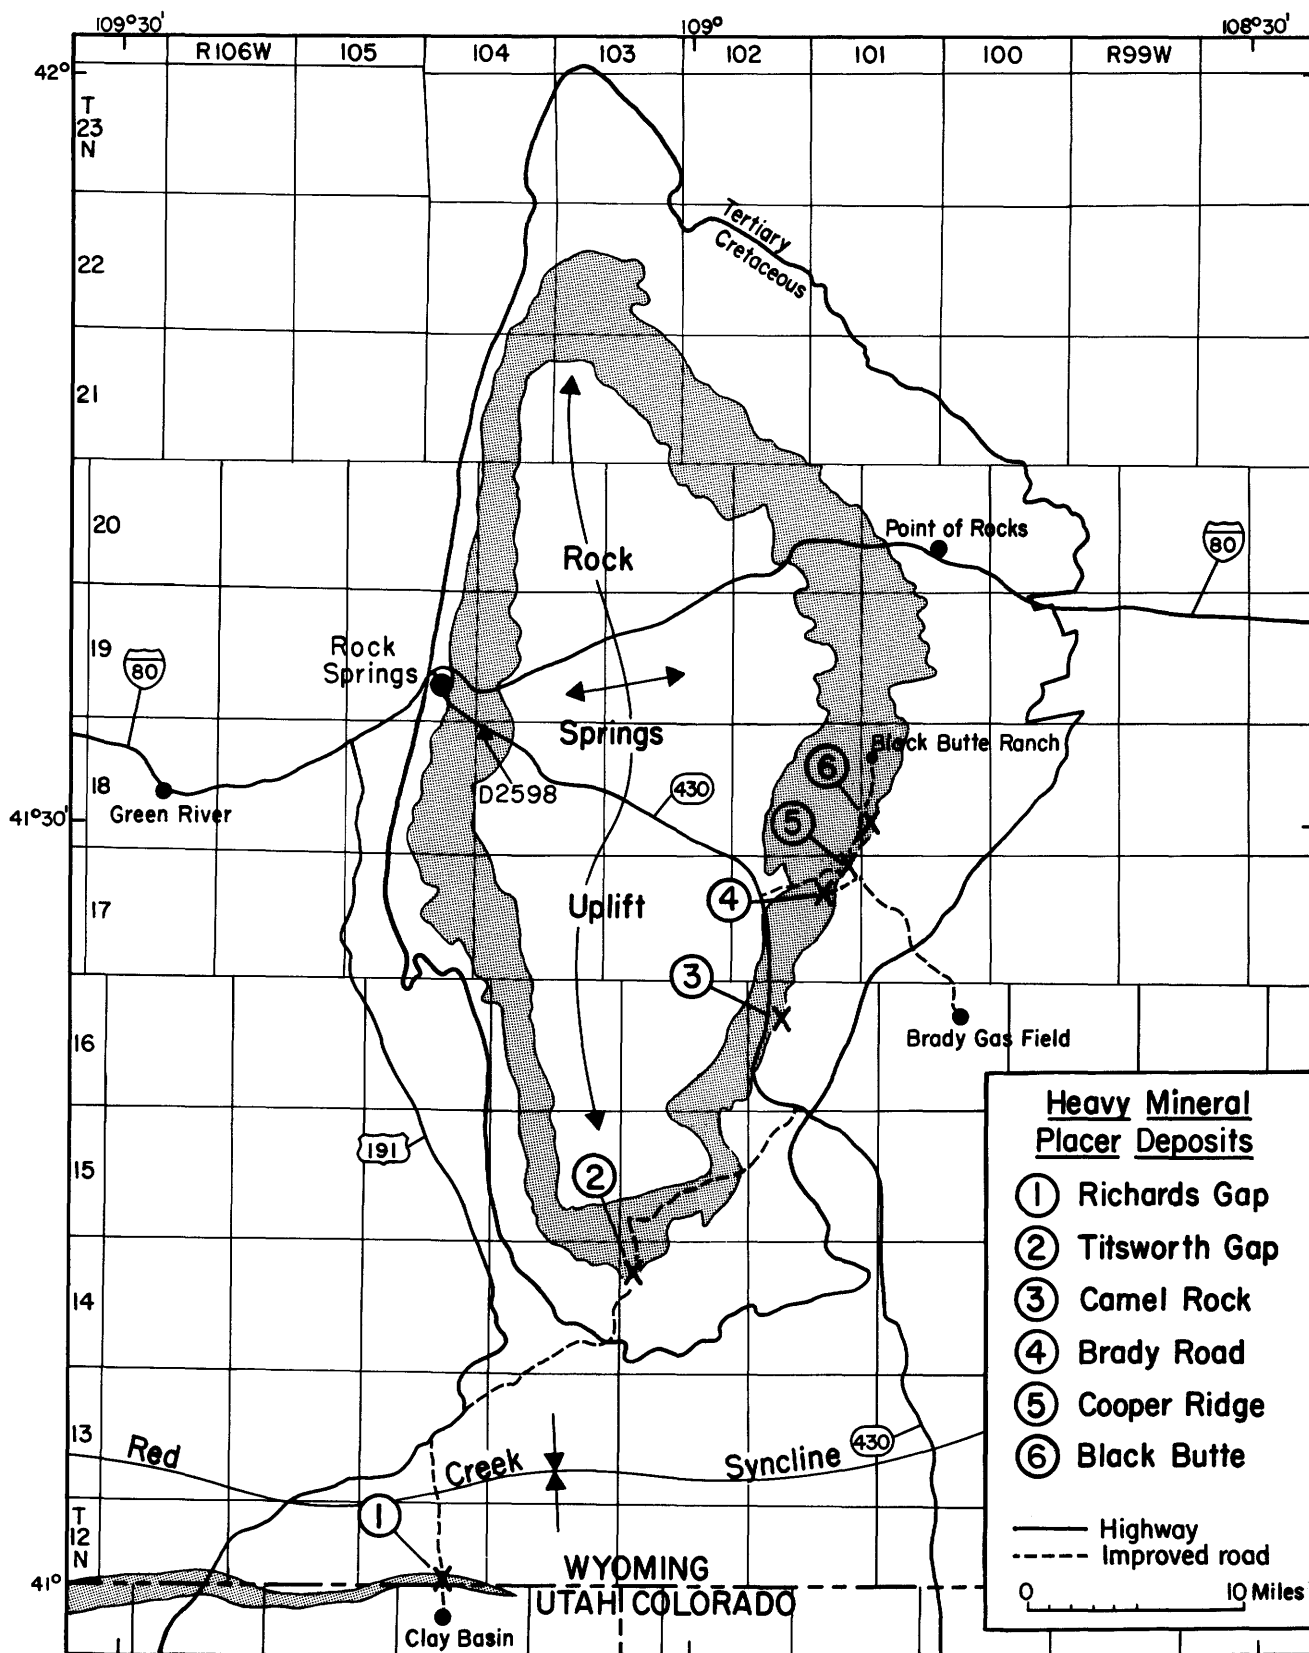 109°30'
109°
108°30'
R106W
105
104
103
102
101
100
R99W
42°
T
23
N
Tertiary
Cretaceous
22
21
20
Point of Rocks
80
Rock
19
Rock
Springs
80
Springs
Black Butte Ranch
6
18
D2598
430
Green River
41°30'
5
4
17
Uplift
3
Brady Gas Field
16
191
15
2
14
13
Red
Creek
Syncline
430
T
12
N
1
WYOMING
41°
UTAH
COLORADO
Clay Basin
Heavy Mineral
Placer Deposits
1 Richards Gap
2 Titsworth Gap
3 Camel Rock
4 Brady Road
5 Cooper Ridge
6 Black Butte
Highway
Improved road
0 10 Miles